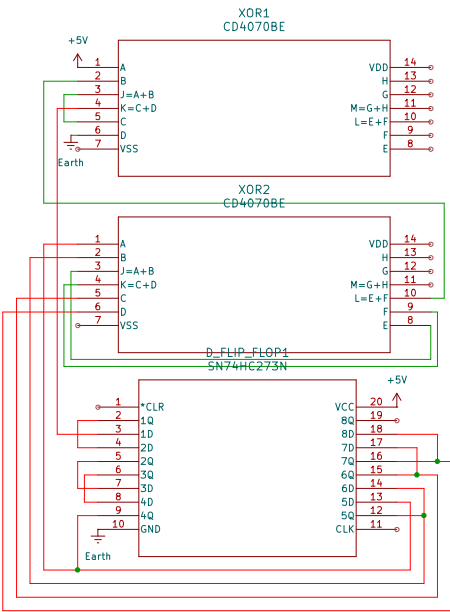 XOR1
CD4070BE
+5V
1 A VDD 14
2 B H 13
3 J=A+B G 12
4 K=C+D M=G+H 11
5 C L=E+F 10
6 D F 9
7 VSS E 8
Earth
XOR2
CD4070BE
1 A VDD 14
2 B H 13
3 J=A+B G 12
4 K=C+D M=G+H 11
5 C L=E+F 10
6 D F 9
7 VSS E 8
D_FLIP_FLOP1
SN74HC273N
+5V
1 *CLR VCC 20
2 1Q 8Q 19
3 1D 8D 18
4 2D 7D 17
5 2Q 7Q 16
6 3Q 6Q 15
7 3D 6D 14
8 4D 5D 13
9 4Q 5Q 12
10 GND CLK 11
Earth